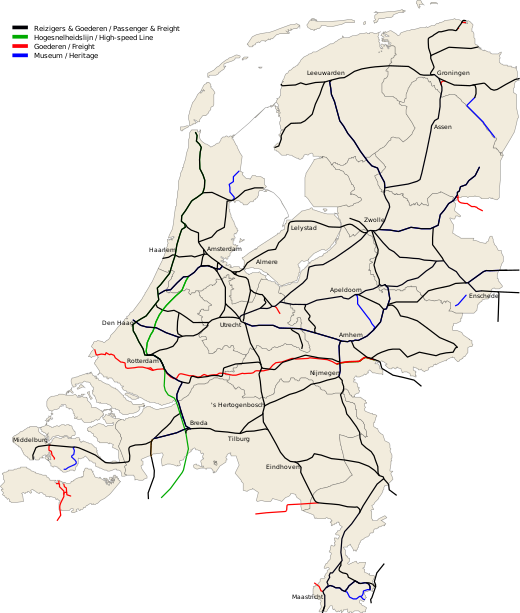 Reizigers & Goederen / Passenger & Freight
Hogesnelheidslijn / High-speed Line
Goederen / Freight
Museum / Heritage
Leeuwarden
Groningen
Assen
Zwolle
Lelystad
Haarlem
Amsterdam
Almere
Apeldoorn
Enschede
Den Haag
Utrecht
Arnhem
Rotterdam
Nijmegen
's Hertogenbosch
Breda
Middelburg
Tilburg
Eindhoven
Maastricht